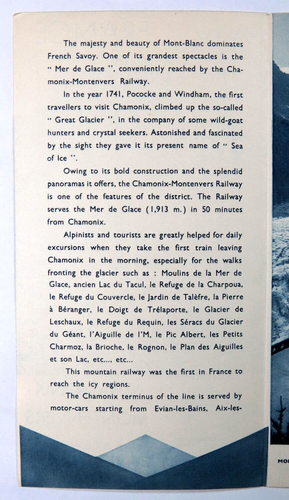 The majesty and beauty of Mont-Blanc dominates
French Savoy. One of its grandest spectacles is the
" Mer de Glace ", conveniently reached by the Cha-
monix-Montenvers Railway.
In the year 1741, Pococke and Windham, the first
travellers to visit Chamonix, climbed up the so-called
" Great Glacier ", in the company of some wild-goat
hunters and crystal seekers. Astonished and fascinated
by the sight they gave it its present name of " Sea
of Ice ".
Owing to its bold construction and the splendid
panoramas it offers, the Chamonix-Montenvers Railway
is one of the features of the district. The Railway
serves the Mer de Glace (1,913 m.) in 50 minutes
from Chamonix.
Alpinists and tourists are greatly helped for daily
excursions when they take the first train leaving
Chamonix in the morning, especially for the walks
fronting the glacier such as : Moulins de la Mer de
Glace, ancien Lac du Tacul, le Refuge de la Charpoua,
le Refuge du Couvercle, le Jardin de Talèfre, la Pierre
à Béranger, le Doigt de Trélaporte, le Glacier de
Leschaux, le Refuge du Requin, les Séracs du Glacier
du Géant, l'Aiguille de l'M, le Pic Albert, les Petits
Charmoz, la Brioche, le Rognon, le Plan des Aiguilles
et son Lac, etc..., etc...
This mountain railway was the first in France to
reach the icy regions.
The Chamonix terminus of the line is served by
motor-cars starting from Evian-les-Bains, Aix-les-